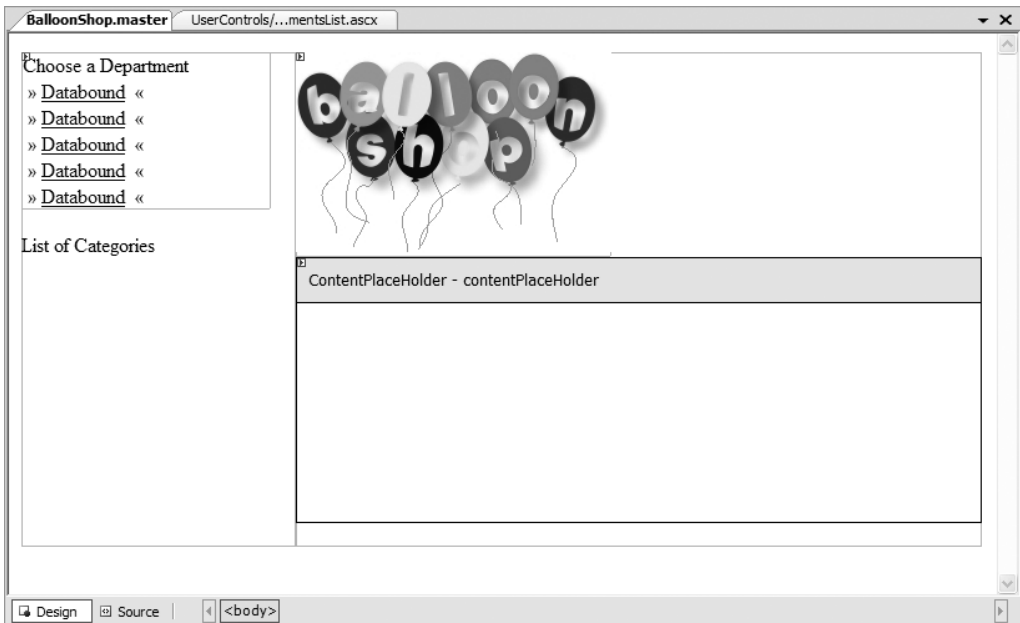 BalloonShop.master UserControls/...mentsList.ascx
Choose a Department
» Databound «
» Databound «
» Databound «
» Databound «
» Databound «
List of Categories
balloon
shop
ContentPlaceHolder - contentPlaceHolder
Design Source <body>